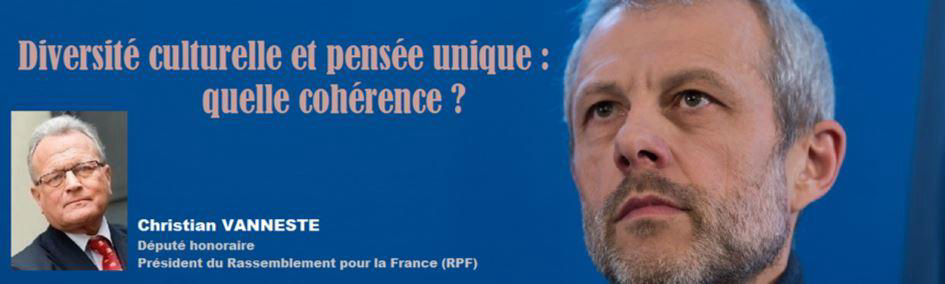 Diversité culturelle et pensée unique :
quelle cohérence ?
Christian VANNESTE
Député honoraire
Président du Rassemblement pour la France (RPF)